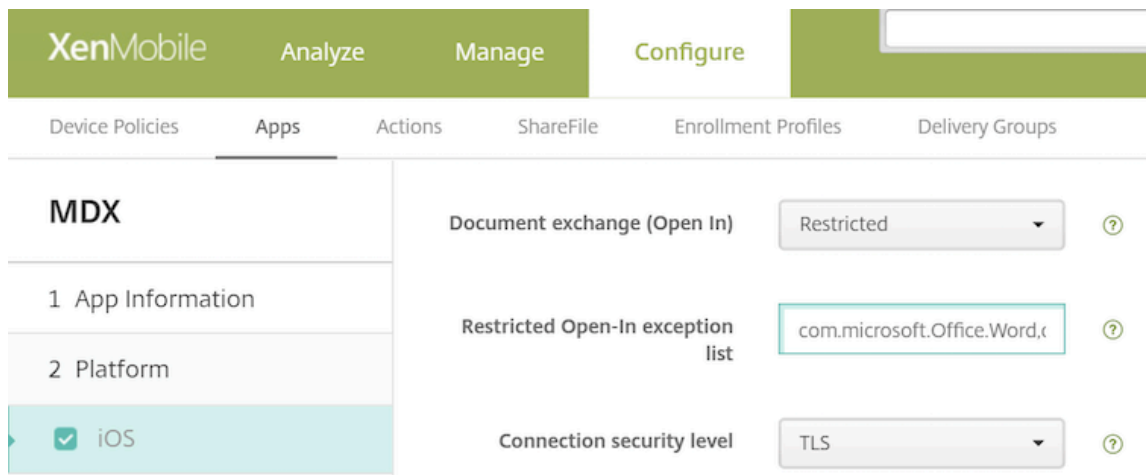 XenMobile Analyze Manage Configure
Device Policies Apps Actions ShareFile Enrollment Profiles Delivery Groups
MDX
1 App Information
2 Platform
iOS
Document exchange (Open In) Restricted ?
Restricted Open-In exception
list
com.microsoft.Office.Word, ?
Connection security level TLS ?